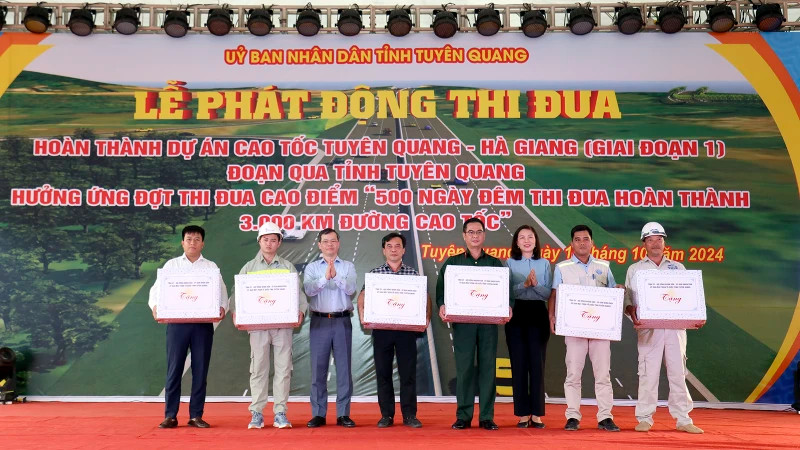 UỶ BAN NHÂN DÂN TỈNH TUYÊN QUANG
LỄ PHÁT ĐỘNG THI ĐUA
HOÀN THÀNH DỰ ÁN CAO TỐC TUYÊN QUANG - HÀ GIANG (GIAI ĐOẠN 1)
ĐOẠN QUA TỈNH TUYÊN QUANG
HƯỞNG ỨNG ĐỢT THI ĐUA CAO ĐIỂM “500 NGÀY ĐÊM THI ĐUA HOÀN THÀNH
3.000 KM ĐƯỜNG CAO TỐC”
Tuyên Quang, 10 năm 2024
Tặng
Tặng
Tặng
Tặng
Tặng
Tặng